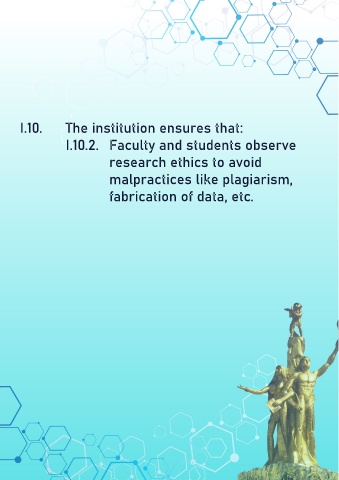 I.10. The institution ensures that:
I.10.2. Faculty and students observe
research ethics to avoid
malpractices like plagiarism,
fabrication of data, etc.